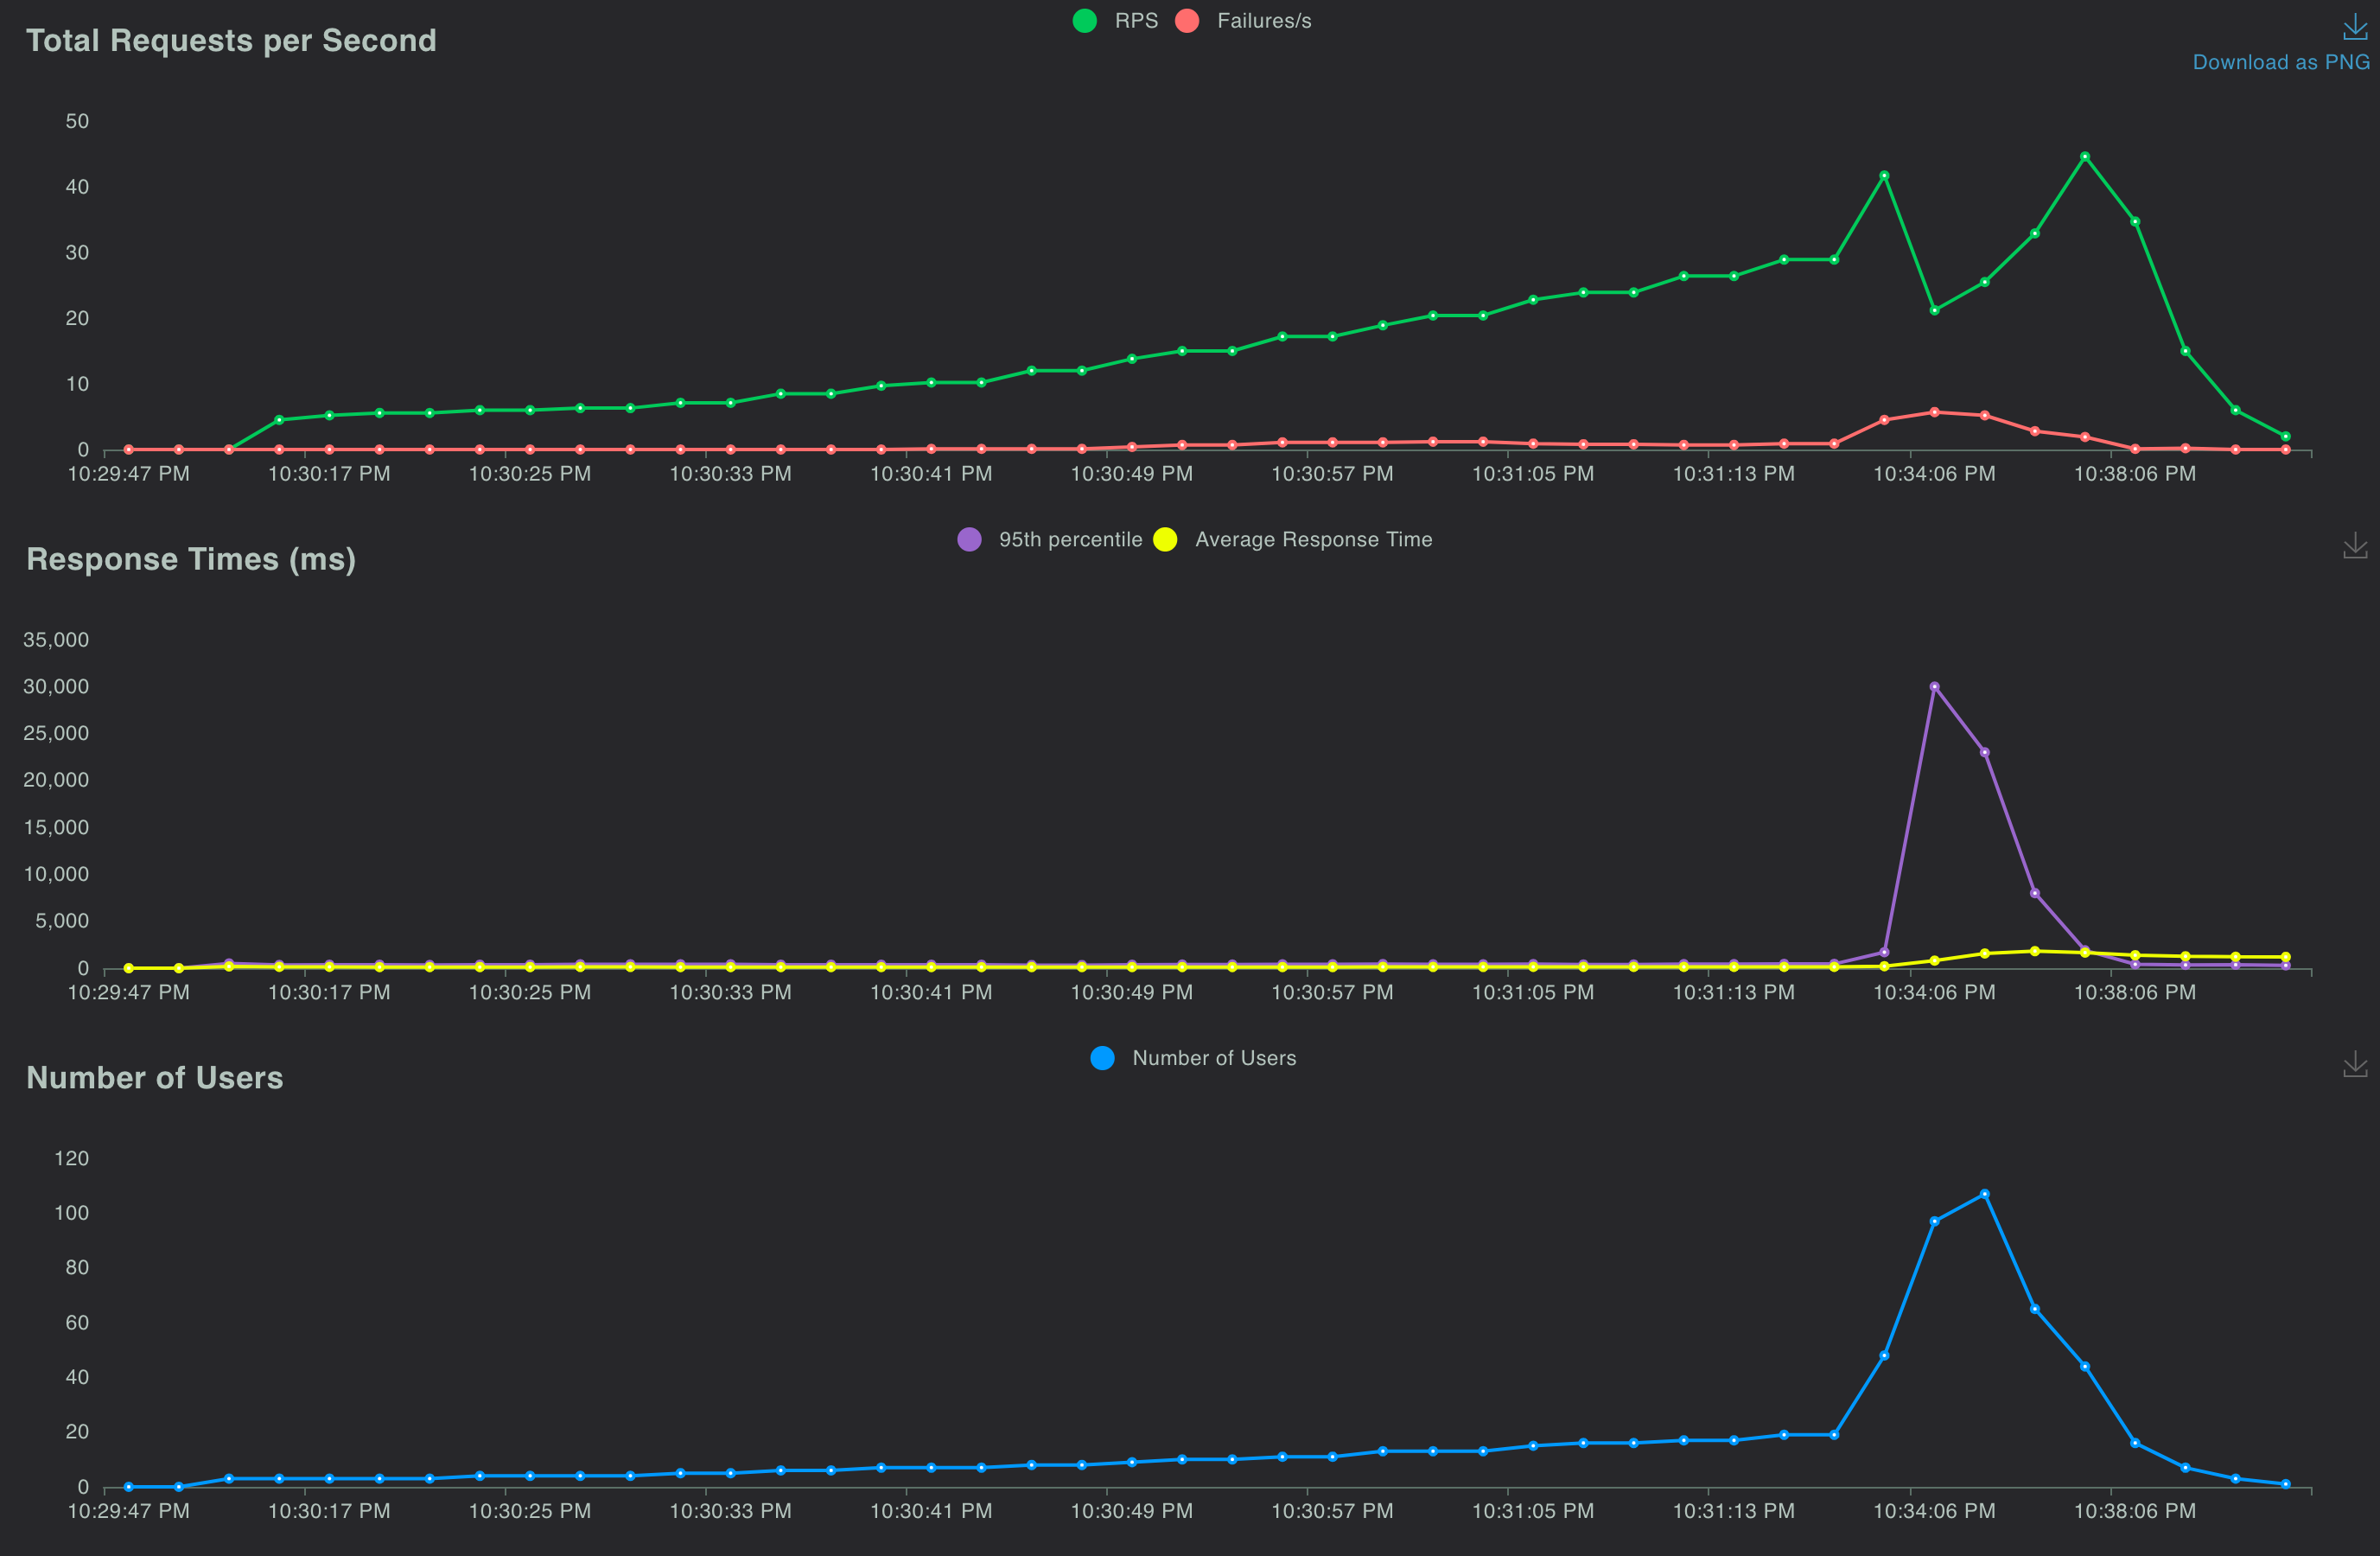 RPS Failures/s
Total Requests per Second
Download as PNG
50
40
30
20
10
0
10:29:47 PM 10:30:17 PM 10:30:25 PM 10:30:33 PM 10:30:41 PM 10:30:49 PM 10:30:57 PM 10:31:05 PM 10:31:13 PM 10:34:06 PM 10:38:06 PM
95th percentile Average Response Time
Response Times (ms)
35,000
30,000
25,000
20,000
15,000
10,000
5,000
0
10:29:47 PM 10:30:17 PM 10:30:25 PM 10:30:33 PM 10:30:41 PM 10:30:49 PM 10:30:57 PM 10:31:05 PM 10:31:13 PM 10:34:06 PM 10:38:06 PM
Number of Users
Number of Users
120
100
80
60
40
20
0
10:29:47 PM 10:30:17 PM 10:30:25 PM 10:30:33 PM 10:30:41 PM 10:30:49 PM 10:30:57 PM 10:31:05 PM 10:31:13 PM 10:34:06 PM 10:38:06 PM